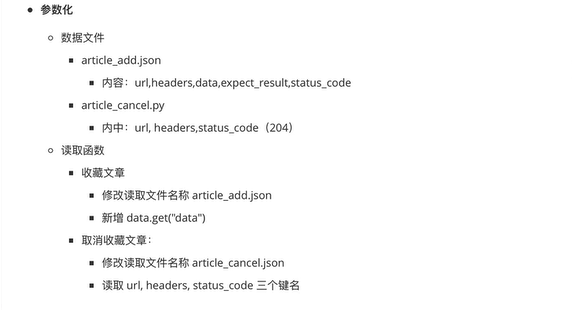 参数化
数据文件
article_add.json
内容：url,headers,data,expect_result,status_code
article_cancel.py
内中：url, headers,status_code（204）
读取函数
收藏文章
修改读取文件名称 article_add.json
新增 data.get("data")
取消收藏文章：
修改读取文件名称 article_cancel.json
读取 url, headers, status_code 三个键名